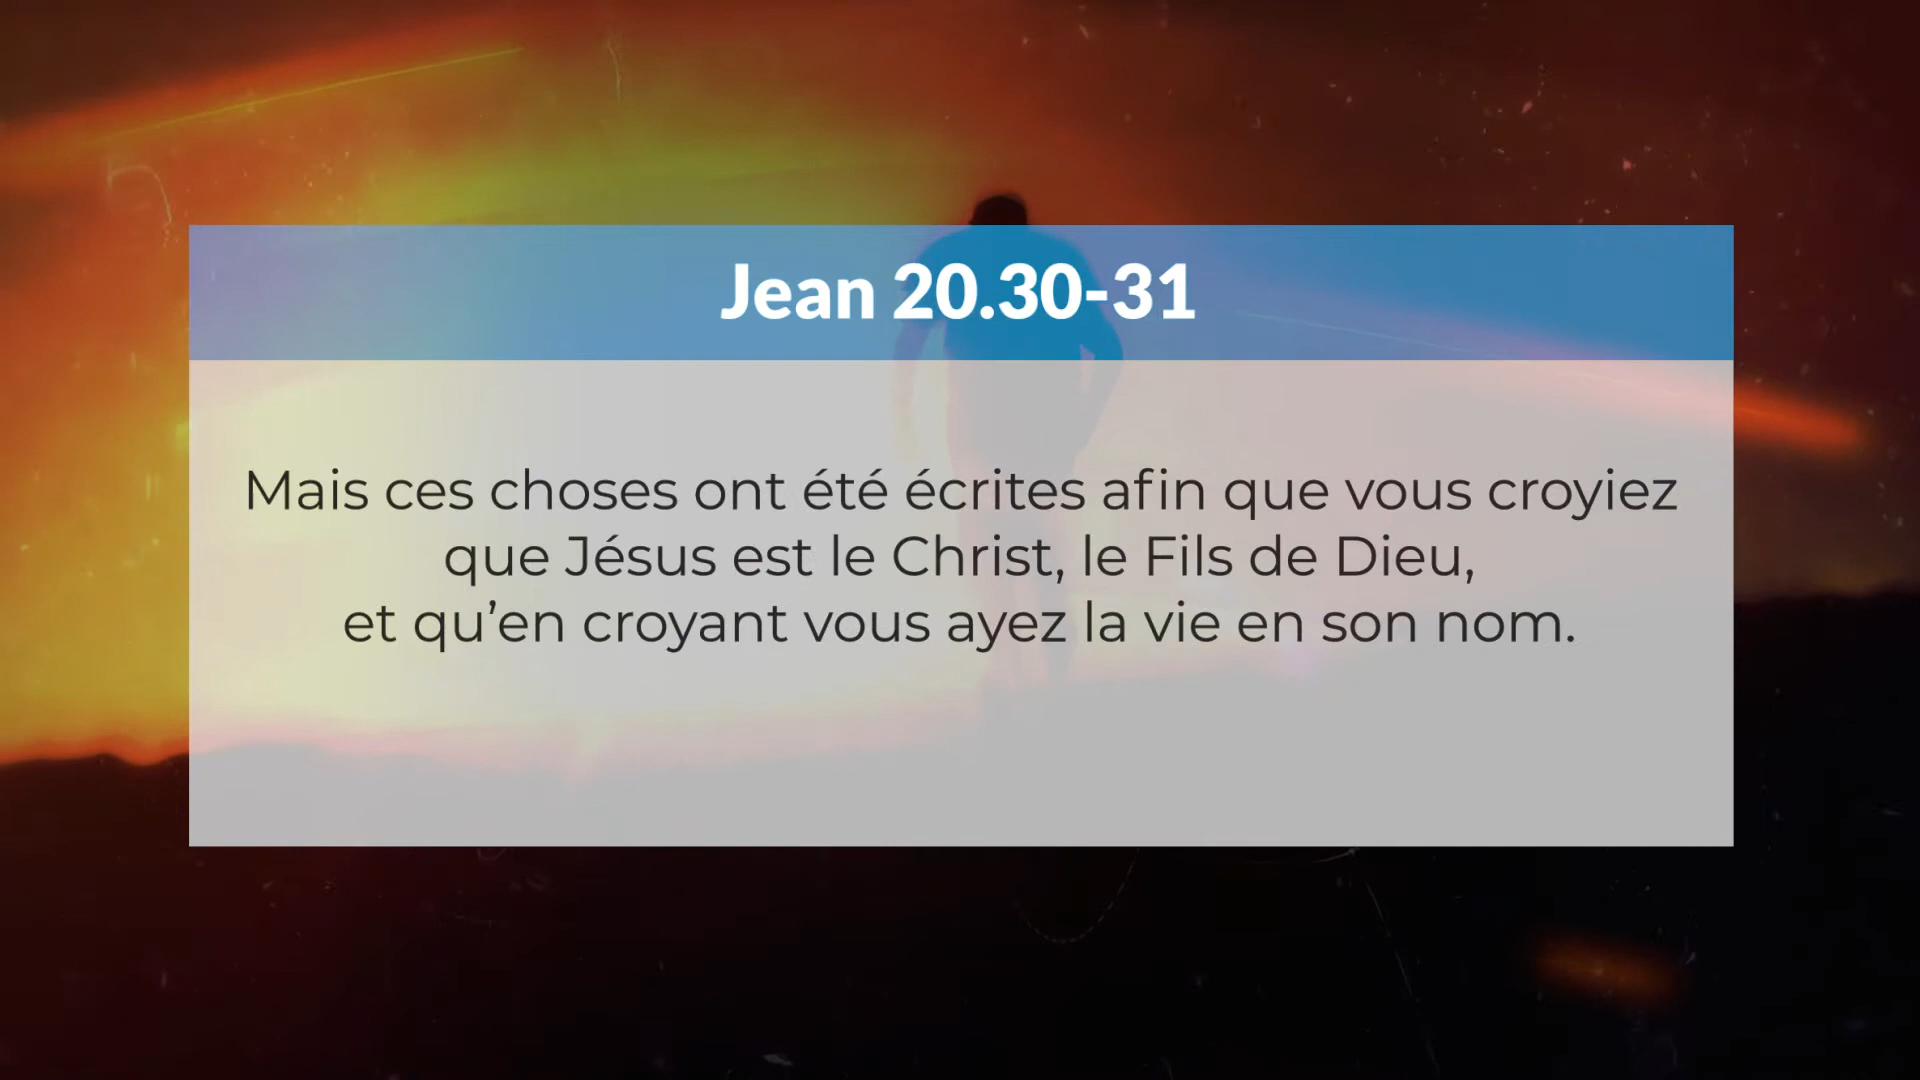 Jean 20.30-31
Mais ces choses ont été écrites afin que vous croyiez
que Jésus est le Christ, le Fils de Dieu,
et qu’en croyant vous ayez la vie en son nom.